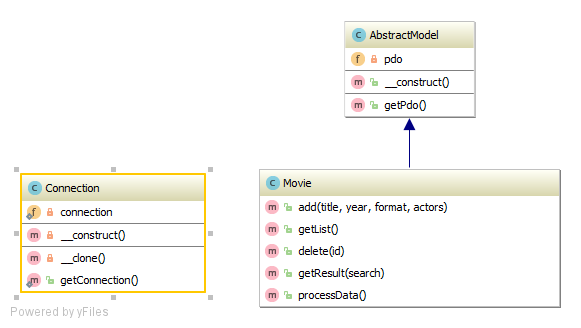 AbstractModel
pdo
__construct()
getPdo()
Connection
connection
__construct()
__clone()
getConnection()
Movie
add(title, year, format, actors)
getList()
delete(id)
getResult(search)
processData()
Powered by yFiles